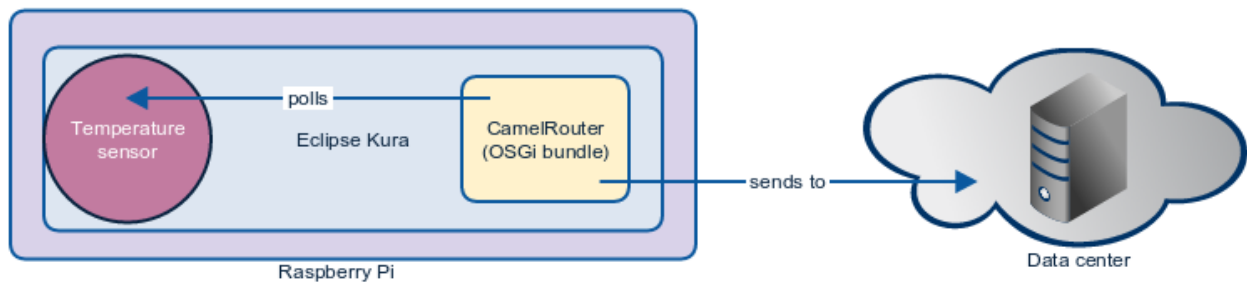 polls
Temperature
sensor
Eclipse Kura
CamelRouter
(OSGi bundle)
sends to
Raspberry Pi
Data center